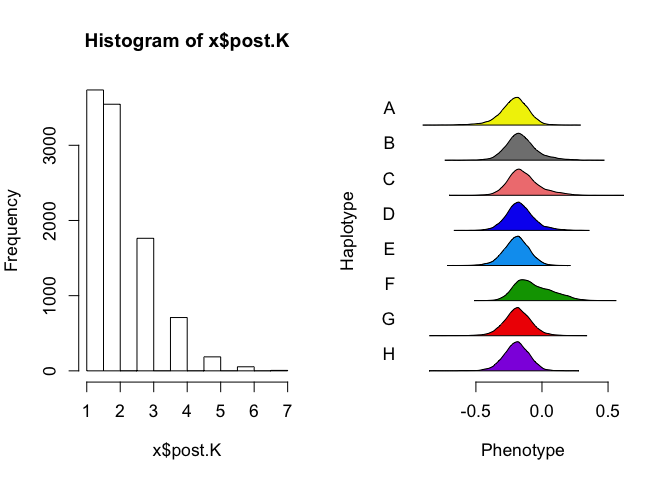 Histogram of x$post.K
Frequency
3000
2000
1000
0
1 2 3 4 5 6 7
x$post.K
Haplotype
A
B
C
D
E
F
G
H
-0.5 0.0 0.5
Phenotype